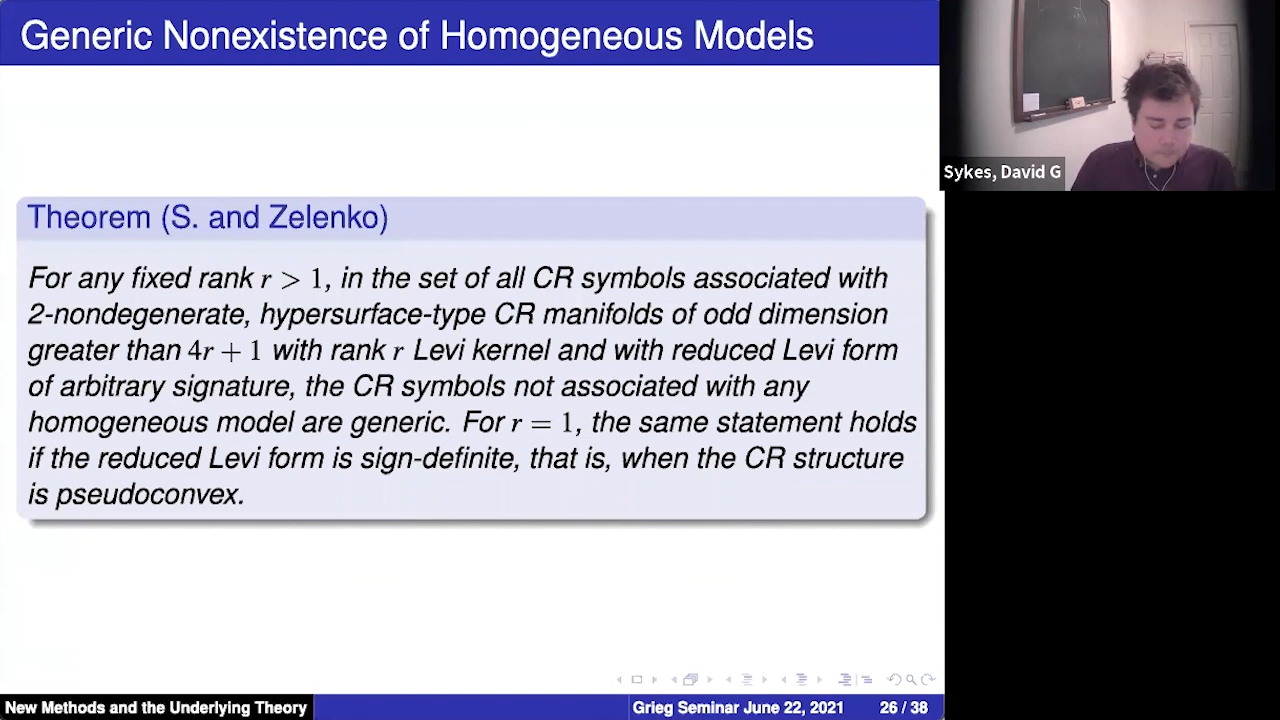 Generic Nonexistence of Homogeneous Models
Sykes, David G
Theorem (S. and Zelenko)
For any fixed rank r > 1, in the set of all CR symbols associated with
2-nondegenerate, hypersurface-type CR manifolds of odd dimension
greater than 4r + 1 with rank r Levi kernel and with reduced Levi form
of arbitrary signature, the CR symbols not associated with any
homogeneous model are generic. For r = 1, the same statement holds
if the reduced Levi form is sign-definite, that is, when the CR structure
is pseudoconvex.
New Methods and the Underlying Theory
Grieg Seminar June 22, 2021
26 / 38